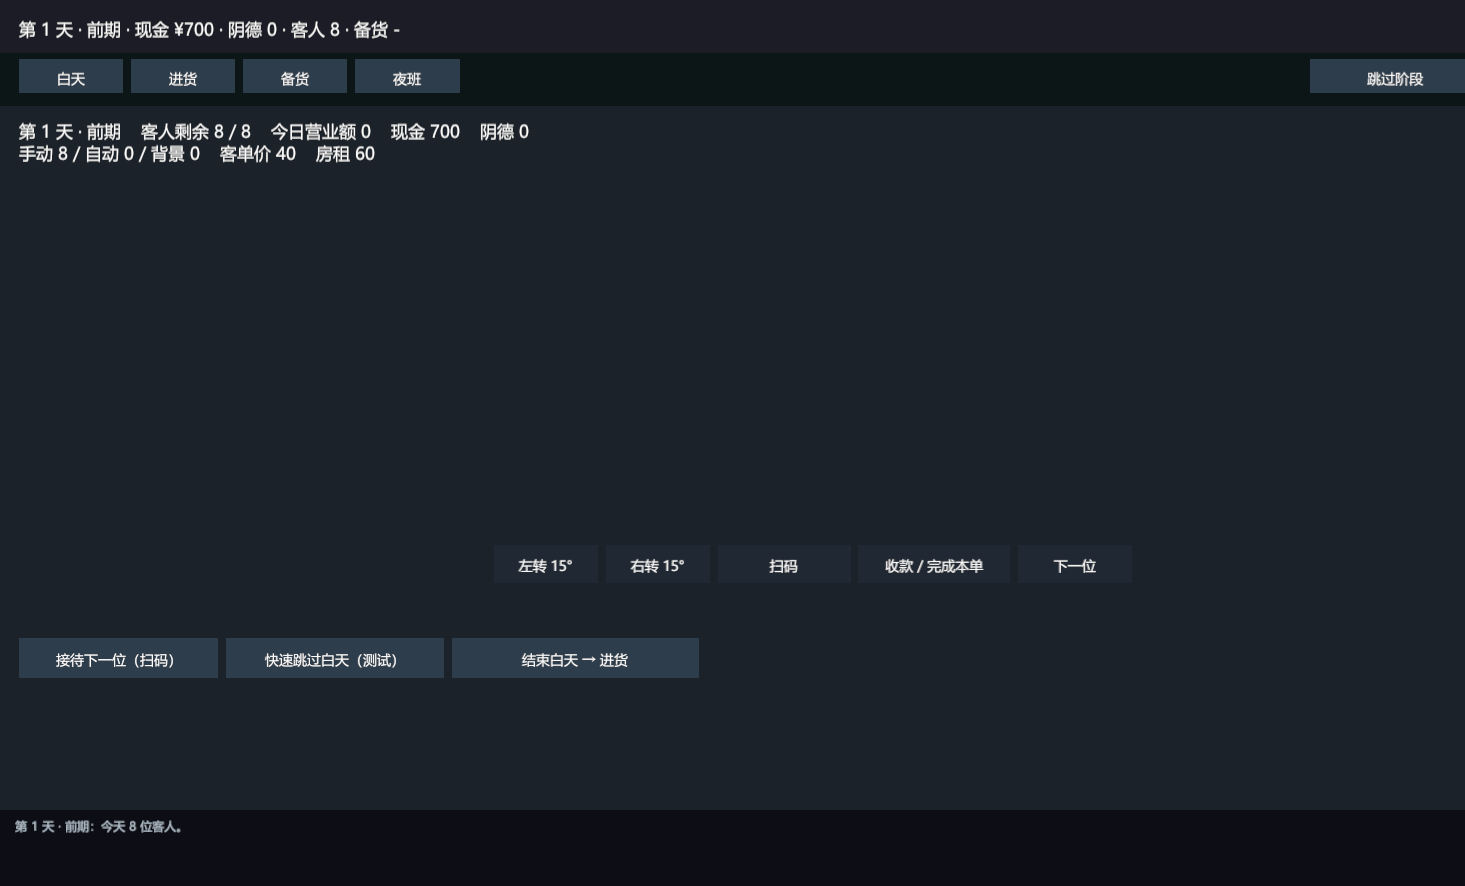 第 1 天 · 前期 · 现金 ¥700 · 阴德 0 · 客人 8 · 备货 -
白天 进货 备货 夜班 跳过阶段
第 1 天 · 前期 客人剩余 8 / 8 今日营业额 0 现金 700 阴德 0
手动 8 / 自动 0 / 背景 0 客单价 40 房租 60
左转 15° 右转 15° 扫码 收款 / 完成本单 下一位
接待下一位（扫码） 快速跳过白天（测试） 结束白天 → 进货
第 1 天 · 前期：今天 8 位客人。